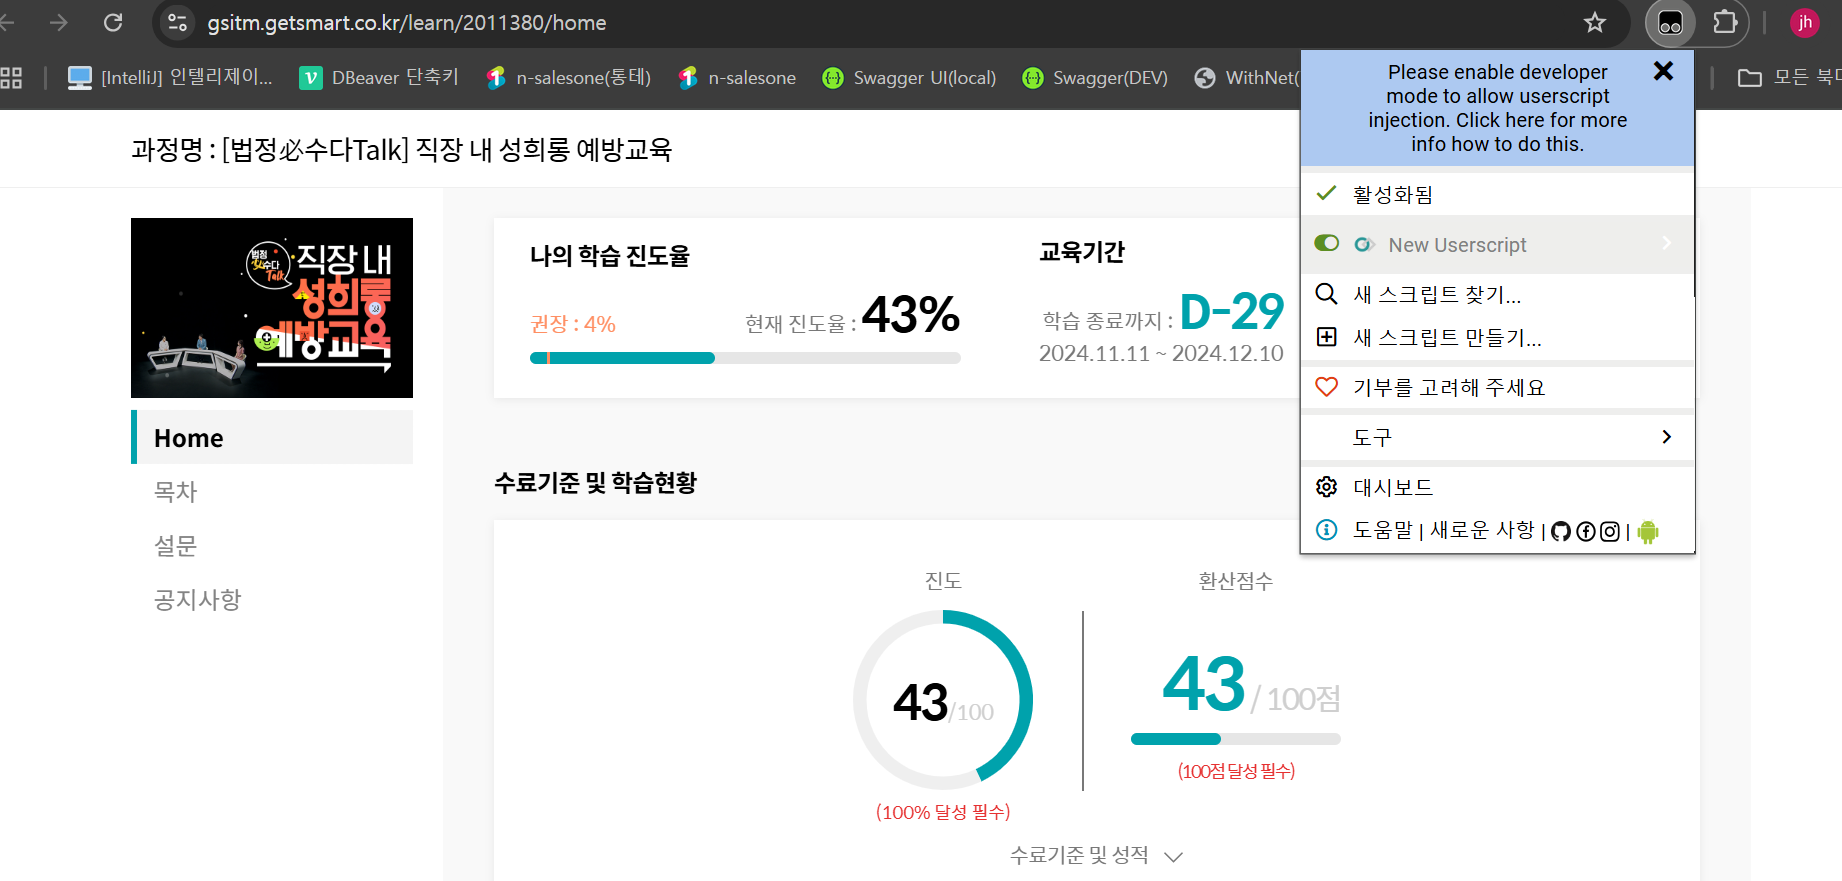 gsitm.getsmart.co.kr/learn/2011380/home
jh
[IntelliJ] 인텔리제이...
DBeaver 단축키
n-salesone(통테)
n-salesone
Swagger UI(local)
Swagger(DEV)
WithNet(
모든 북마
Please enable developer
mode to allow userscript
injection. Click here for more
info how to do this.
활성화됨
New Userscript
새 스크립트 찾기...
새 스크립트 만들기...
기부를 고려해 주세요
도구
대시보드
도움말 | 새로운 사항 | |
과정명 : [법정必수다Talk] 직장 내 성희롱 예방교육
법정
必수다
Talk
직장 내
성희롱
예방교육
Home
목차
설문
공지사항
나의 학습 진도율
권장 : 4%
현재 진도율 : 43%
교육기간
학습 종료까지 : D-29
2024.11.11 ~ 2024.12.10
수료기준 및 학습현황
진도
43/100
(100% 달성 필수)
환산점수
43 / 100점
(100점 달성 필수)
수료기준 및 성적